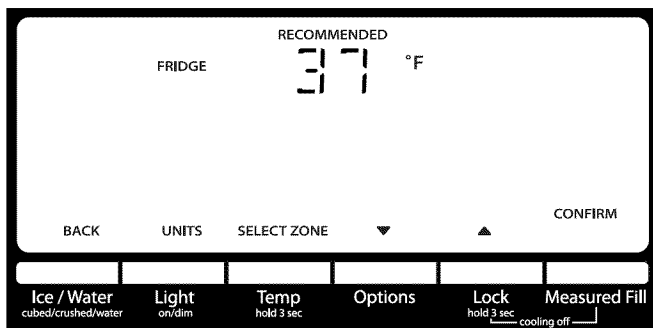 RECOMMENDED
FRIDGE 37 °F
CONFIRM
BACK UNITS SELECT ZONE ▼ ▲
Ice / Water Light Temp Options Lock Measured Fill
cubed/crushed/water on/dim hold 3 sec hold 3 sec
cooling off